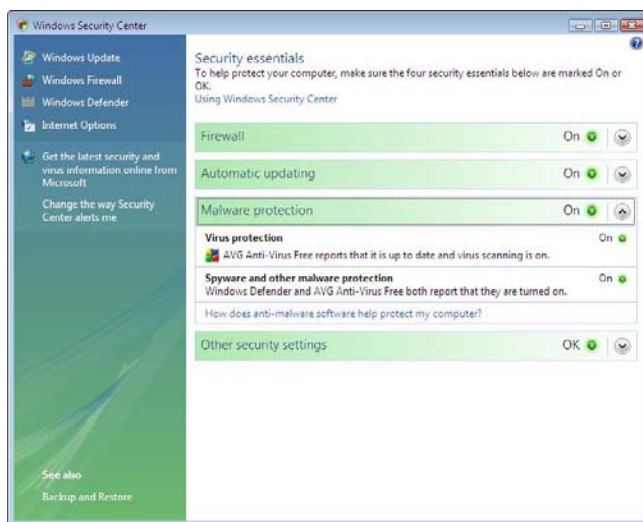 Windows Security Center
Windows Update
Windows Firewall
Windows Defender
Internet Options
Get the latest security and
virus information online from
Microsoft
Change the way Security
Center alerts me
See also
Backup and Restore
Security essentials
To help protect your computer, make sure the four security essentials below are marked On or
OK.
Using Windows Security Center
Firewall On
Automatic updating On
Malware protection On
Virus protection On
AVG Anti-Virus Free reports that it is up to date and virus scanning is on.
Spyware and other malware protection On
Windows Defender and AVG Anti-Virus Free both report that they are turned on.
How does anti-malware software help protect my computer?
Other security settings OK